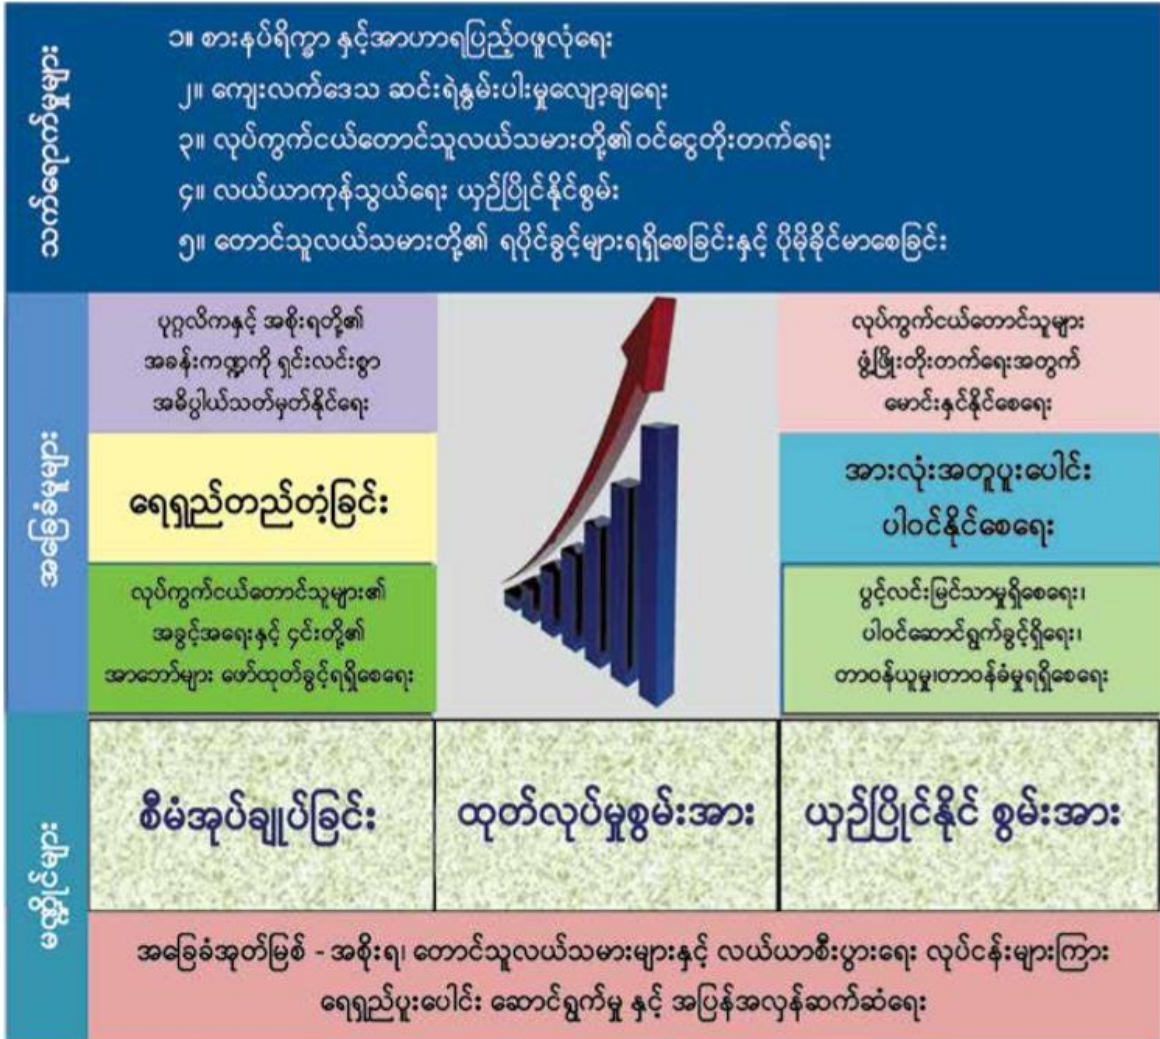 သက်ရောက်မှုများ
၁။ စားနပ်ရိက္ခာ နှင့်အာဟာရပြည့်ဝဖူလုံရေး
၂။ ကျေးလက်ဒေသ ဆင်းရဲနွမ်းပါးမှုလျော့ချရေး
၃။ လုပ်ကွက်ငယ်တောင်သူလယ်သမားတို့၏ဝင်ငွေတိုးတက်ရေး
၄။ လယ်ယာကုန်သွယ်ရေး ယှဉ်ပြိုင်နိုင်စွမ်း
၅။ တောင်သူလယ်သမားတို့၏ ရပိုင်ခွင့်များရရှိစေခြင်းနှင့် ပိုမိုခိုင်မာစေခြင်း
အခြေခံမူများ
ပုဂ္ဂလိကနှင့် အစိုးရတို့၏
အခန်းကဏ္ဍကို ရှင်းလင်းစွာ
အဓိပ္ပါယ်သတ်မှတ်နိုင်ရေး
ရေရှည်တည်တံ့ခြင်း
လုပ်ကွက်ငယ်တောင်သူများ၏
အခွင့်အရေးနှင့် ၎င်းတို့၏
အာဘော်များ ဖော်ထုတ်ခွင့်ရရှိစေရေး
လုပ်ကွက်ငယ်တောင်သူများ
ဖွံ့ဖြိုးတိုးတက်ရေးအတွက်
မောင်းနှင်နိုင်စေရေး
အားလုံးအတူပူးပေါင်း
ပါဝင်နိုင်စေရေး
ပွင့်လင်းမြင်သာမှုရှိစေရေး၊
ပါဝင်ဆောင်ရွက်ခွင့်ရှိရေး၊
တာဝန်ယူမှု၊တာဝန်ခံမှုရရှိစေရေး
မဏ္ဍိုင်များ
စီမံအုပ်ချုပ်ခြင်း
ထုတ်လုပ်မှုစွမ်းအား
ယှဉ်ပြိုင်နိုင် စွမ်းအား
အခြေခံအုတ်မြစ် - အစိုးရ၊ တောင်သူလယ်သမားများနှင့် လယ်ယာစီးပွားရေး လုပ်ငန်းများကြား
ရေရှည်ပူးပေါင်း ဆောင်ရွက်မှု နှင့် အပြန်အလှန်ဆက်ဆံရေး